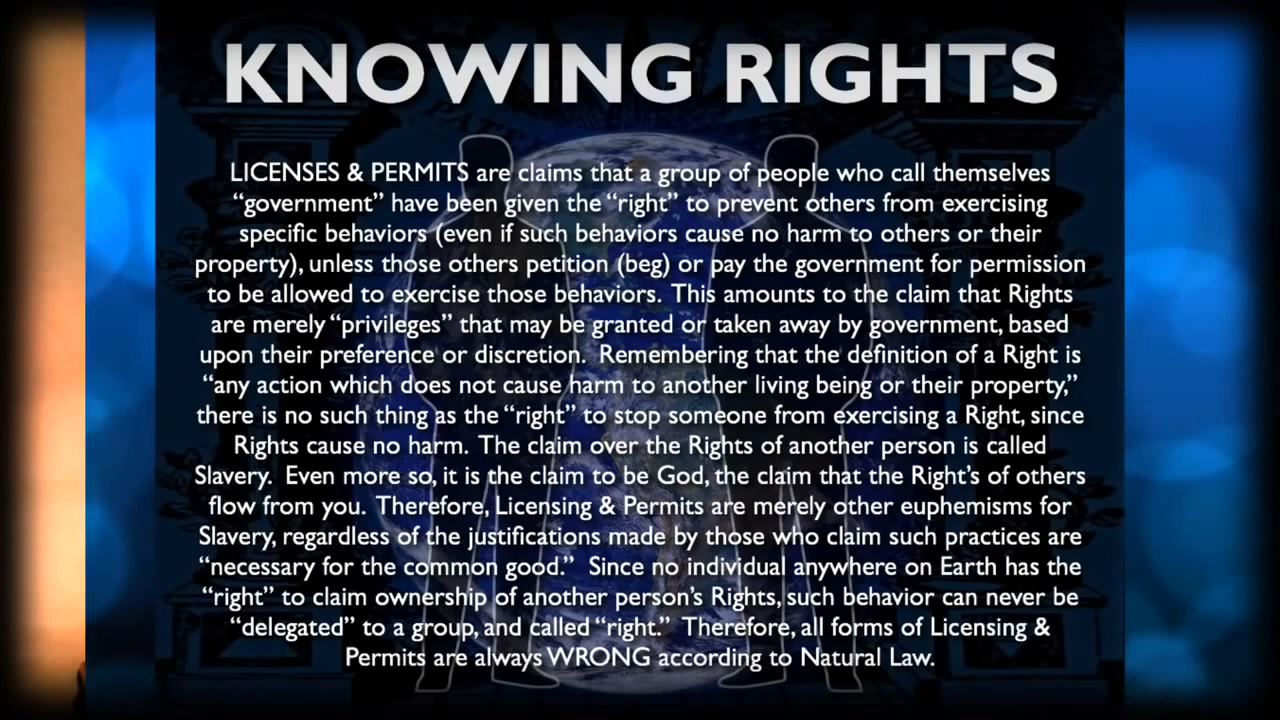 KNOWING RIGHTS
LICENSES & PERMITS are claims that a group of people who call themselves
“government” have been given the “right” to prevent others from exercising
specific behaviors (even if such behaviors cause no harm to others or their
property), unless those others petition (beg) or pay the government for permission
to be allowed to exercise those behaviors. This amounts to the claim that Rights
are merely “privileges” that may be granted or taken away by government, based
upon their preference or discretion. Remembering that the definition of a Right is
“any action which does not cause harm to another living being or their property,”
there is no such thing as the “right” to stop someone from exercising a Right, since
Rights cause no harm. The claim over the Rights of another person is called
Slavery. Even more so, it is the claim to be God, the claim that the Right’s of others
flow from you. Therefore, Licensing & Permits are merely other euphemisms for
Slavery, regardless of the justifications made by those who claim such practices are
“necessary for the common good.” Since no individual anywhere on Earth has the
“right” to claim ownership of another person’s Rights, such behavior can never be
“delegated” to a group, and called “right.” Therefore, all forms of Licensing &
Permits are always WRONG according to Natural Law.